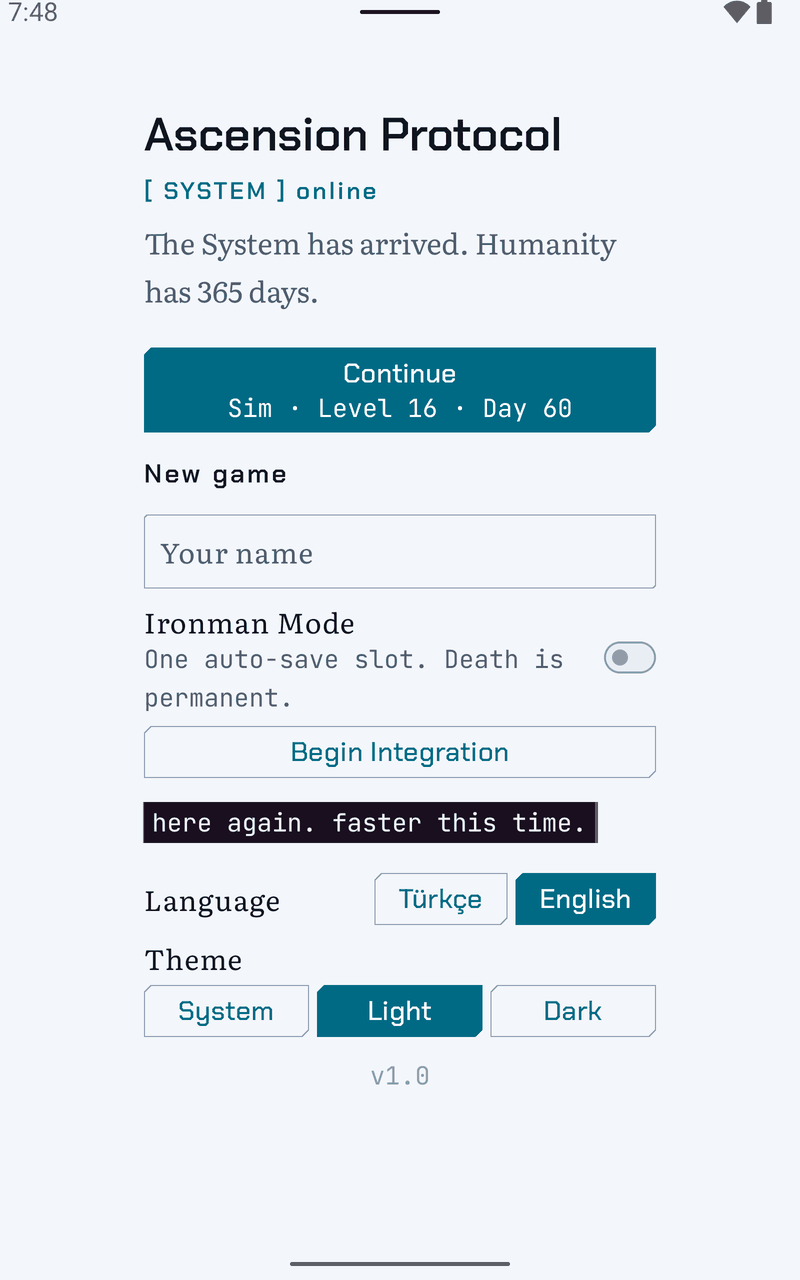 7:48
Ascension Protocol
[ SYSTEM ] online
The System has arrived. Humanity
has 365 days.
Continue
Sim · Level 16 · Day 60
New game
Your name
Ironman Mode
One auto-save slot. Death is
permanent.
Begin Integration
here again. faster this time.
Language
Türkçe
English
Theme
System
Light
Dark
v1.0